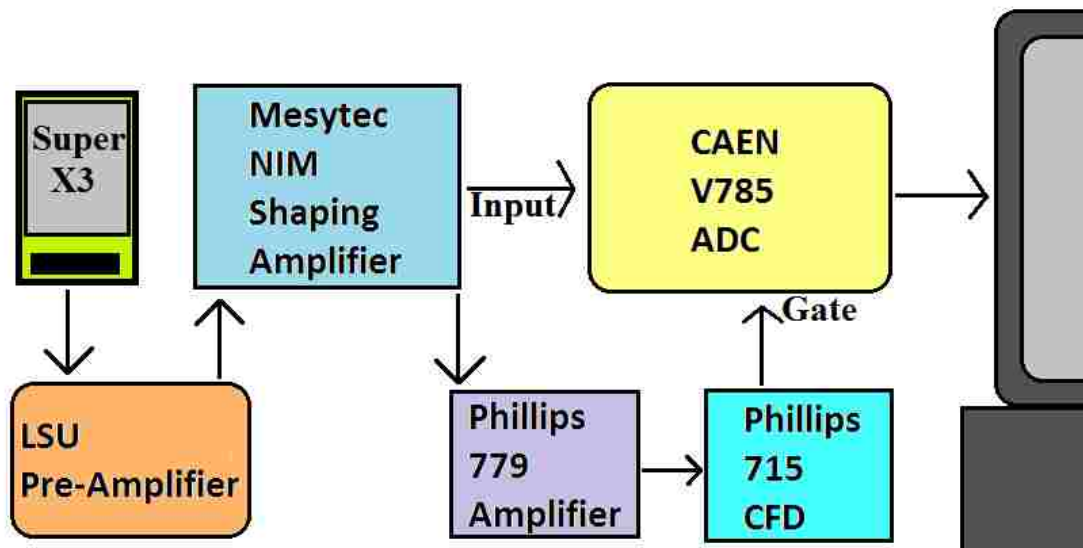 Super
X3
Mesytec
NIM
Shaping
Amplifier
Input
CAEN
V785
ADC
Gate
LSU
Pre-Amplifier
Phillips
779
Amplifier
Phillips
715
CFD